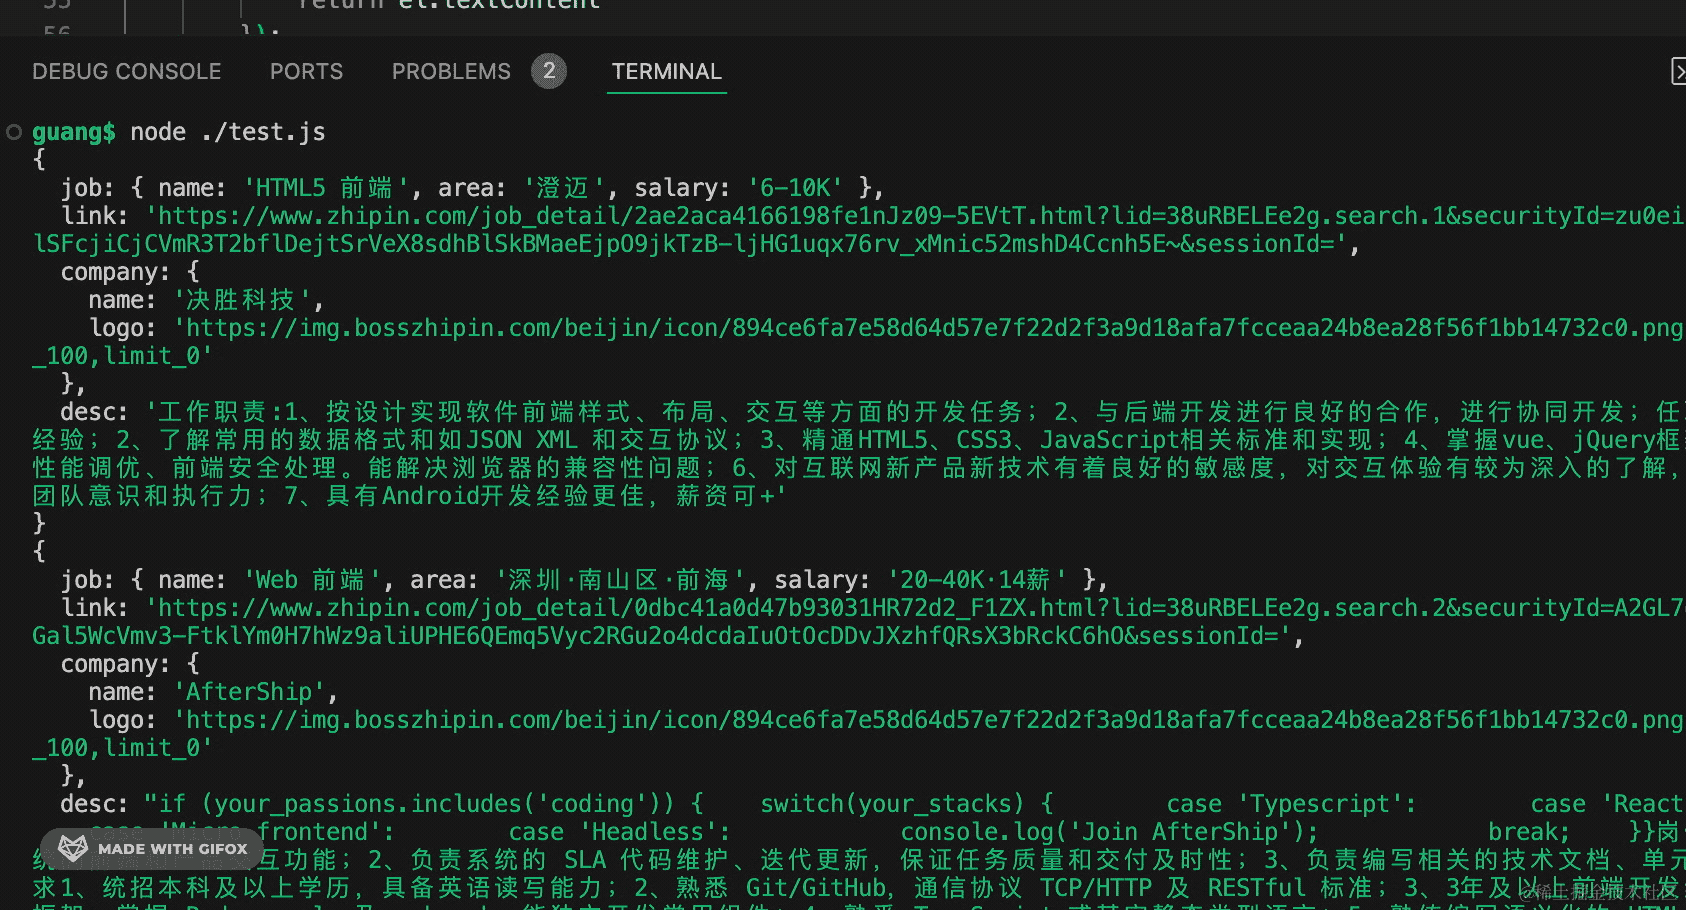 55 return el.textContent
56 });
DEBUG CONSOLE PORTS PROBLEMS 2 TERMINAL
guang$ node ./test.js
{
job: { name: 'HTML5 前端', area: '澄迈', salary: '6-10K' },
link: 'https://www.zhipin.com/job_detail/2ae2aca4166198fe1nJz09-5EVtT.html?lid=38uRBELEe2g.search.1&securityId=zu0ei
lSFcjiCjCVmR3T2bflDejtSrVeX8sdhBlSkBMaeEjpO9jkTzB-ljHG1uqx76rv_xMnic52mshD4Ccnh5E~&sessionId=',
company: {
name: '决胜科技',
logo: 'https://img.bosszhipin.com/beijin/icon/894ce6fa7e58d64d57e7f22d2f3a9d18afa7fcceaa24b8ea28f56f1bb14732c0.png
_100,limit_0'
},
desc: '工作职责:1、按设计实现软件前端样式、布局、交互等方面的开发任务；2、与后端开发进行良好的合作，进行协同开发；任
经验；2、了解常用的数据格式和如JSON XML 和交互协议；3、精通HTML5、CSS3、JavaScript相关标准和实现；4、掌握vue、jQuery框
性能调优、前端安全处理。能解决浏览器的兼容性问题；6、对互联网新产品新技术有着良好的敏感度，对交互体验有较为深入的了解，
团队意识和执行力；7、具有Android开发经验更佳，薪资可+'
}
{
job: { name: 'Web 前端', area: '深圳·南山区·前海', salary: '20-40K·14薪' },
link: 'https://www.zhipin.com/job_detail/0dbc41a0d47b93031HR72d2_F1ZX.html?lid=38uRBELEe2g.search.2&securityId=A2GL7
Gal5WcVmv3-FtklYm0H7hWz9aliUPHE6QEmq5Vyc2RGu2o4dcdaIuOtOcDDvJXzhfQRsX3bRckC6hO&sessionId=',
company: {
name: 'AfterShip',
logo: 'https://img.bosszhipin.com/beijin/icon/894ce6fa7e58d64d57e7f22d2f3a9d18afa7fcceaa24b8ea28f56f1bb14732c0.png
_100,limit_0'
},
desc: "if (your_passions.includes('coding')) { switch(your_stacks) { case 'Typescript': case 'React
case 'Micro frontend': case 'Headless': console.log('Join AfterShip'); break; }}岗
MADE WITH GIFOX
互功能；2、负责系统的 SLA 代码维护、迭代更新，保证任务质量和交付及时性；3、负责编写相关的技术文档、单元
求1、统招本科及以上学历，具备英语读写能力；2、熟悉 Git/GitHub，通信协议 TCP/HTTP 及 RESTful 标准；3、3年及以上前端开发
@稀土掘金技术社区